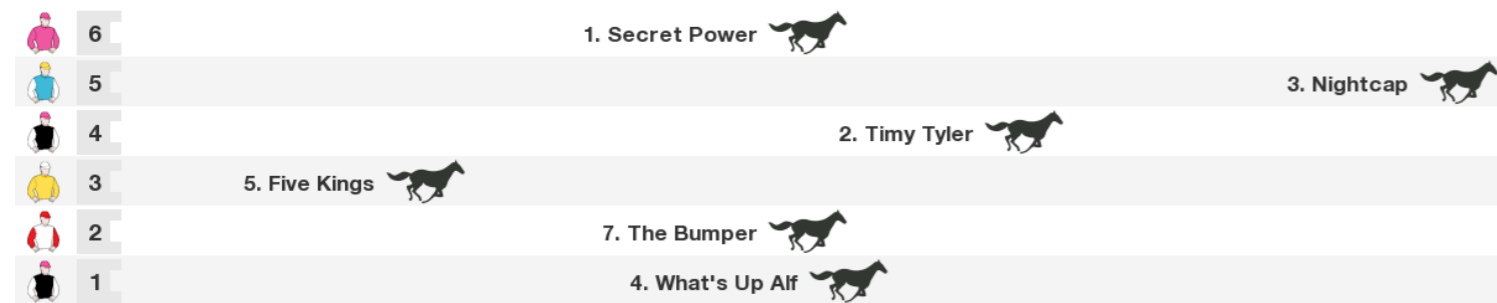 6 1. Secret Power
5 3. Nightcap
4 2. Timy Tyler
3 5. Five Kings
2 7. The Bumper
1 4. What's Up Alf